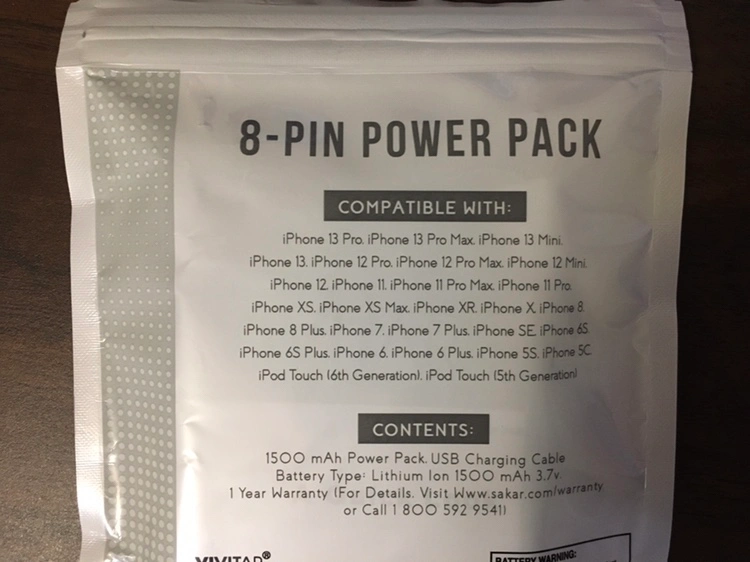 8-PIN POWER PACK
COMPATIBLE WITH:
iPhone 13 Pro. iPhone 13 Pro Max. iPhone 13 Mini.
iPhone 13. iPhone 12 Pro. iPhone 12 Pro Max. iPhone 12 Mini.
iPhone 12. iPhone 11. iPhone 11 Pro Max. iPhone 11 Pro.
iPhone XS. iPhone XS Max. iPhone XR. iPhone X. iPhone 8.
iPhone 8 Plus. iPhone 7. iPhone 7 Plus. iPhone SE. iPhone 6S.
iPhone 6S Plus. iPhone 6. iPhone 6 Plus. iPhone 5S. iPhone 5C.
iPod Touch (6th Generation). iPod Touch (5th Generation)
CONTENTS:
1500 mAh Power Pack. USB Charging Cable
Battery Type: Lithium Ion 1500 mAh 3.7v.
1 Year Warranty (For Details. Visit Www.sakar.com/warranty
or Call 1 800 592 9541)
VIVITAR®
BATTERY WARNING: